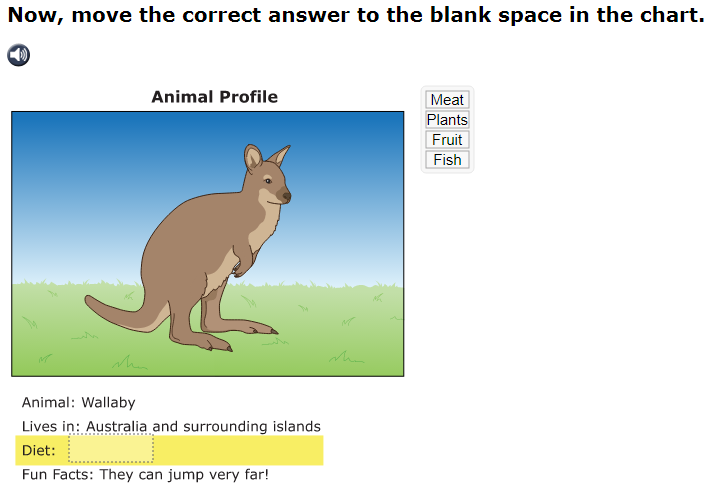 Now, move the correct answer to the blank space in the chart.
Animal Profile
Meat
Plants
Fruit
Fish
Animal: Wallaby
Lives in: Australia and surrounding islands
Diet:
Fun Facts: They can jump very far!